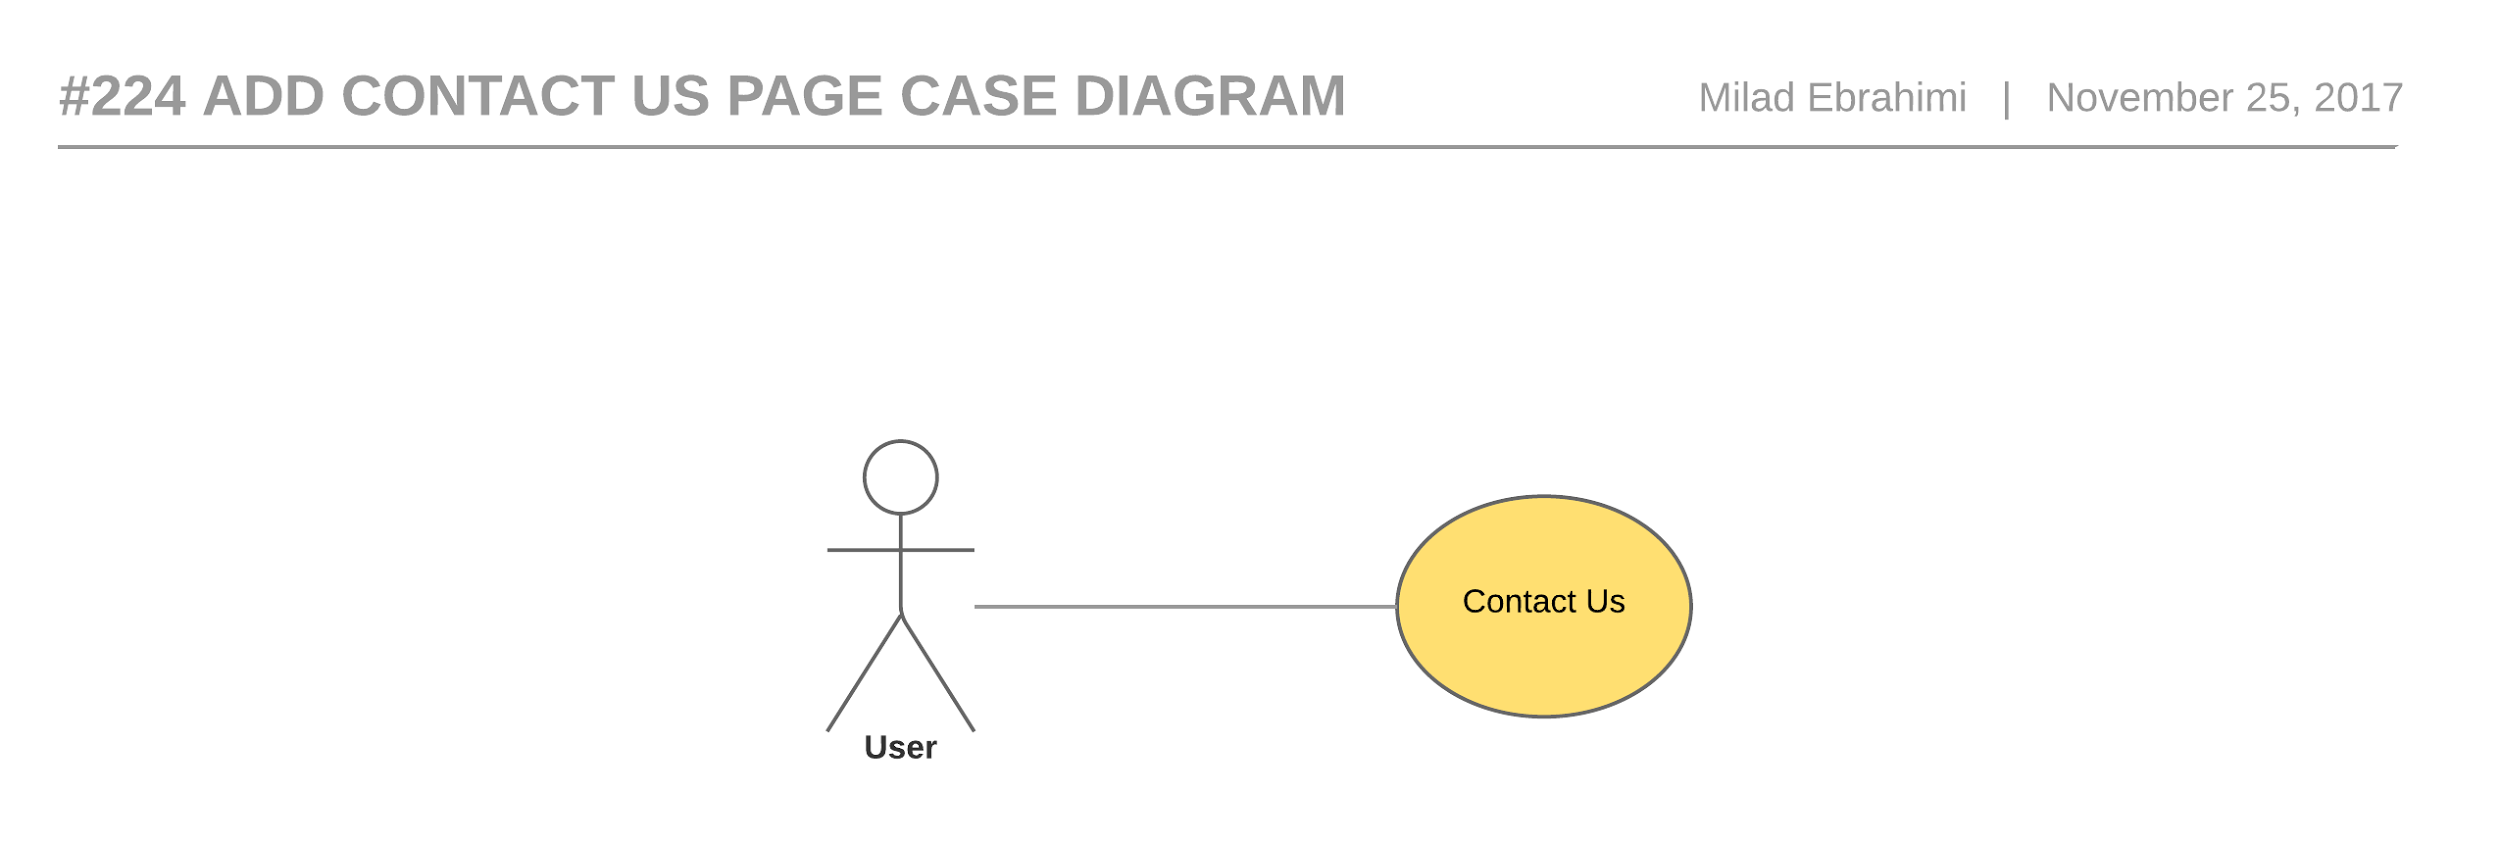 #224 ADD CONTACT US PAGE CASE DIAGRAM
Milad Ebrahimi | November 25, 2017
Contact Us
User